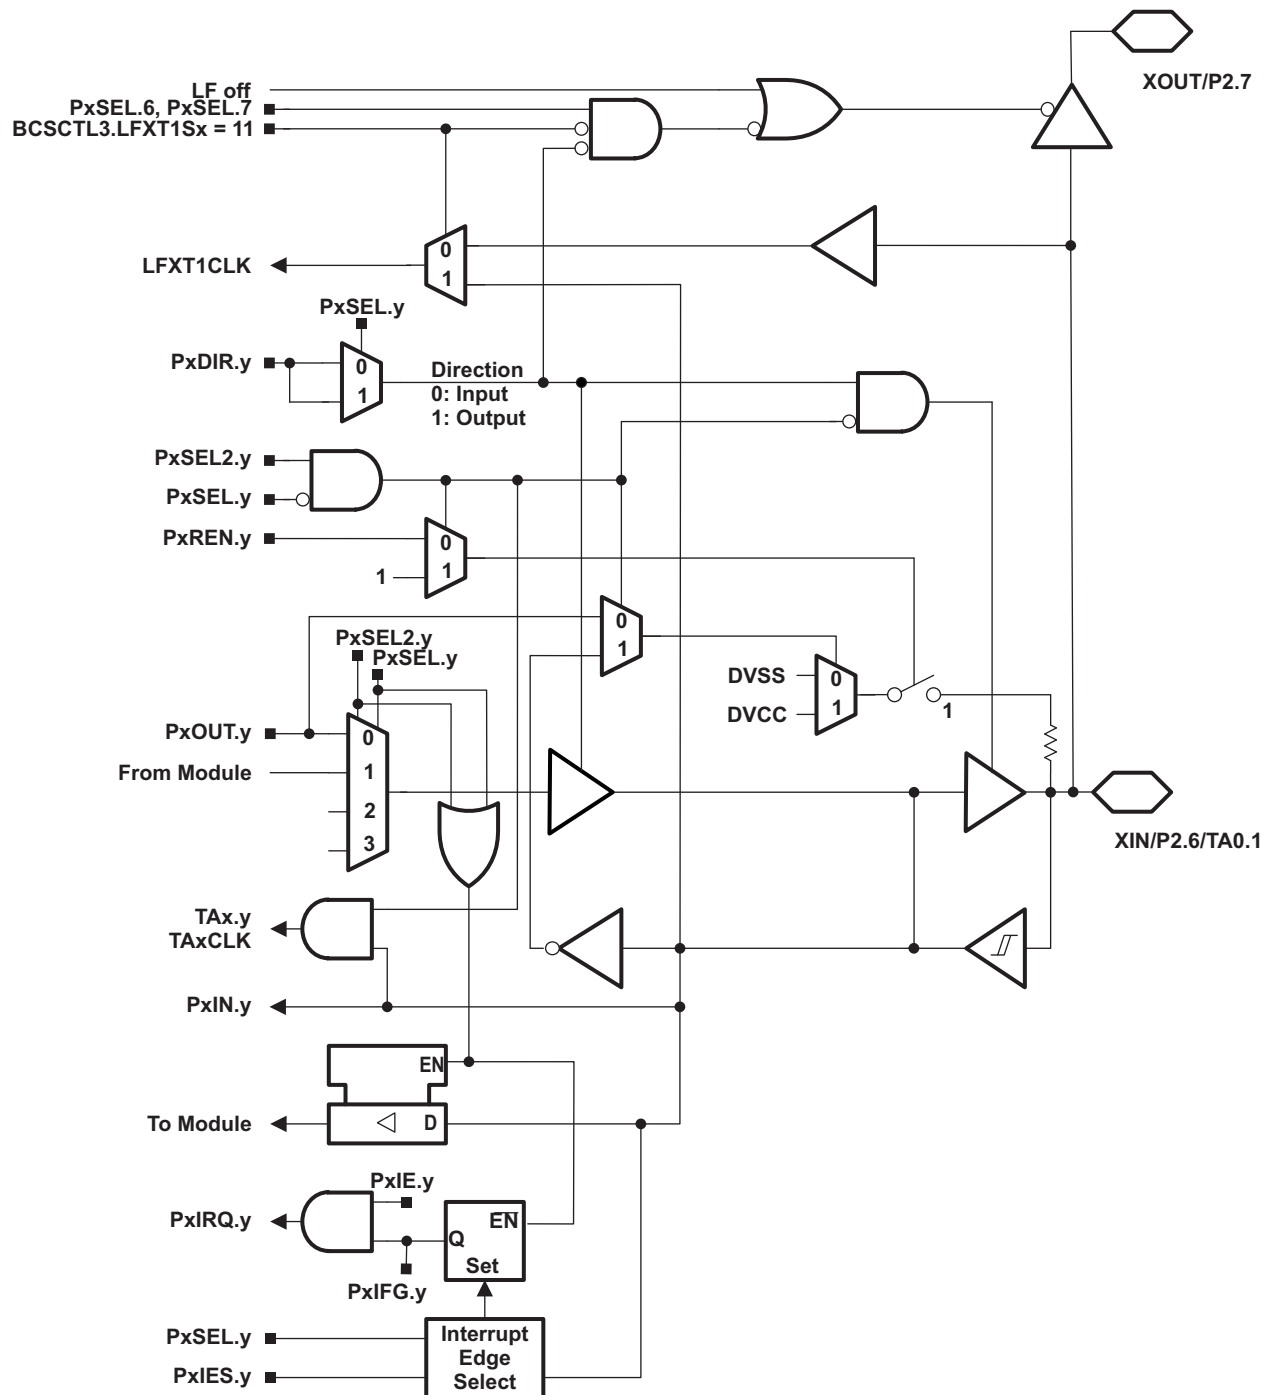 XOUT/P2.7
LF off
PxSEL.6, PxSEL.7
BCSCTL3.LFXT1Sx = 11
0
1
LFXT1CLK
PxSEL.y
PxDIR.y
0
1
Direction
0: Input
1: Output
PxSEL2.y
PxSEL.y
PxREN.y
0
1
1
0
1
PxSEL2.y
PxSEL.y
DVSS
DVCC
0
1
1
PxOUT.y
From Module
0
1
2
3
XIN/P2.6/TA0.1
TAx.y
TAxCLK
PxIN.y
EN
To Module
D
PxIE.y
PxIRQ.y
EN
Q
Set
PxIFG.y
PxSEL.y
PxIES.y
Interrupt
Edge
Select